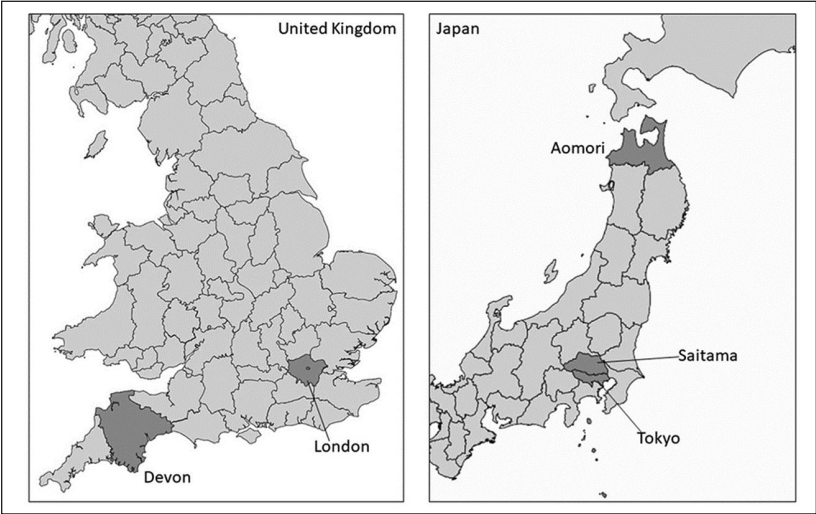 United Kingdom
London
Devon
Japan
Aomori
Saitama
Tokyo